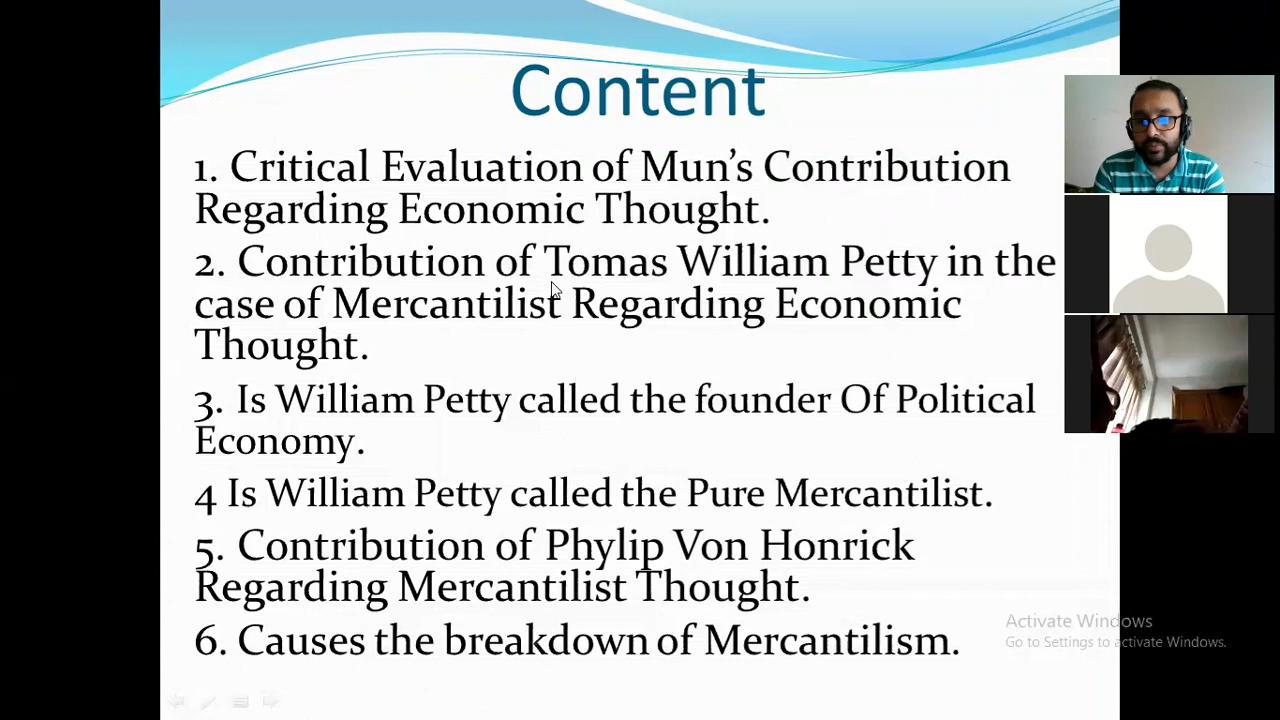 Content
1. Critical Evaluation of Mun’s Contribution
Regarding Economic Thought.
2. Contribution of Tomas William Petty in the
case of Mercantilist Regarding Economic
Thought.
3. Is William Petty called the founder Of Political
Economy.
4 Is William Petty called the Pure Mercantilist.
5. Contribution of Phylip Von Honrick
Regarding Mercantilist Thought.
6. Causes the breakdown of Mercantilism.
Activate Windows
Go to Settings to activate Windows.